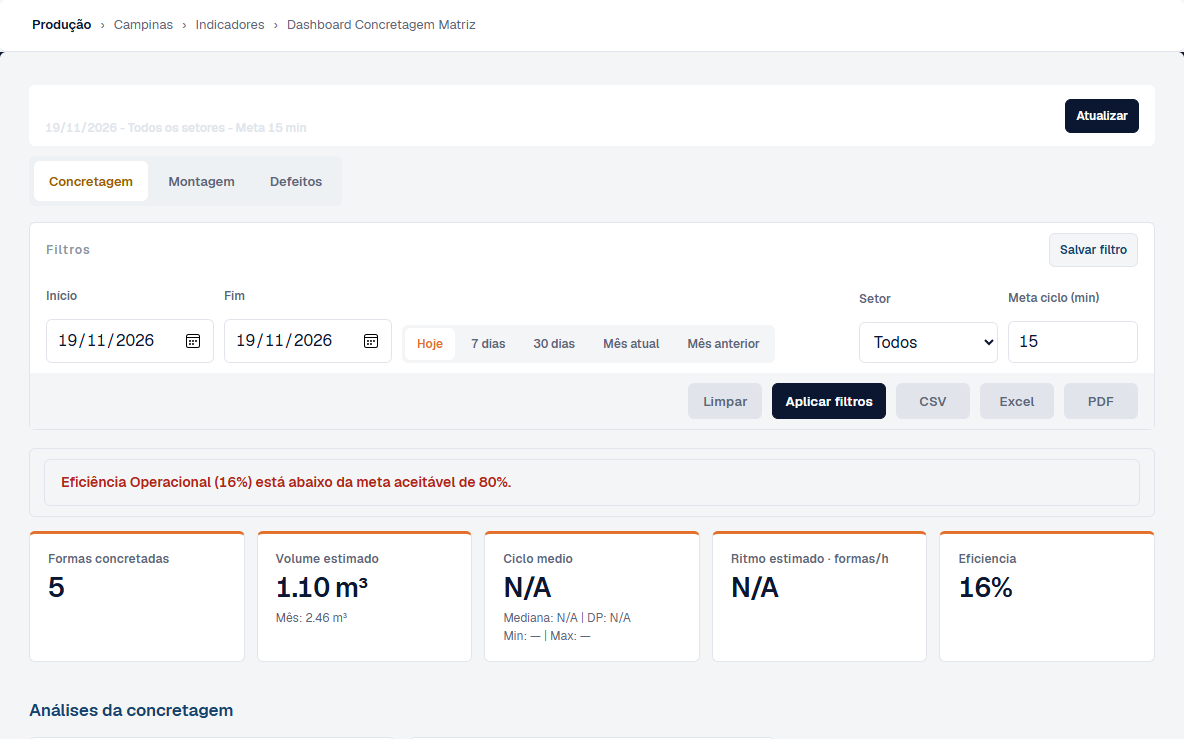 Produção › Campinas › Indicadores › Dashboard Concretagem Matriz
19/11/2026 - Todos os setores - Meta 15 min
Atualizar
Concretagem Montagem Defeitos
Filtros
Salvar filtro
Início Fim Setor Meta ciclo (min)
19/11/2026 19/11/2026 Hoje 7 dias 30 dias Mês atual Mês anterior Todos 15
Limpar Aplicar filtros CSV Excel PDF
Eficiência Operacional (16%) está abaixo da meta aceitável de 80%.
Formas concretadas
5
Volume estimado
1.10 m³
Mês: 2.46 m³
Ciclo medio
N/A
Mediana: N/A | DP: N/A
Min: — | Max: —
Ritmo estimado · formas/h
N/A
Eficiencia
16%
Análises da concretagem